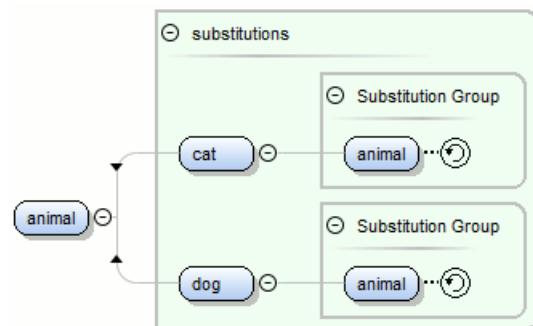 substitutions
Substitution Group
cat
animal
animal
Substitution Group
dog
animal